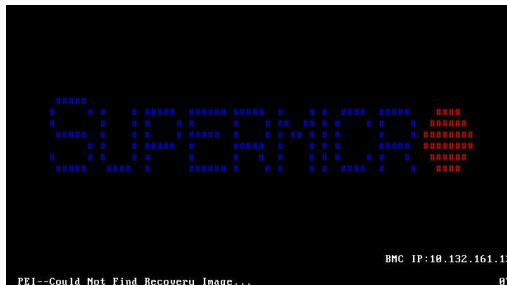 SUPERMICRO
BMC IP:10.132.161.1
PEI--Could Not Find Recovery Image...